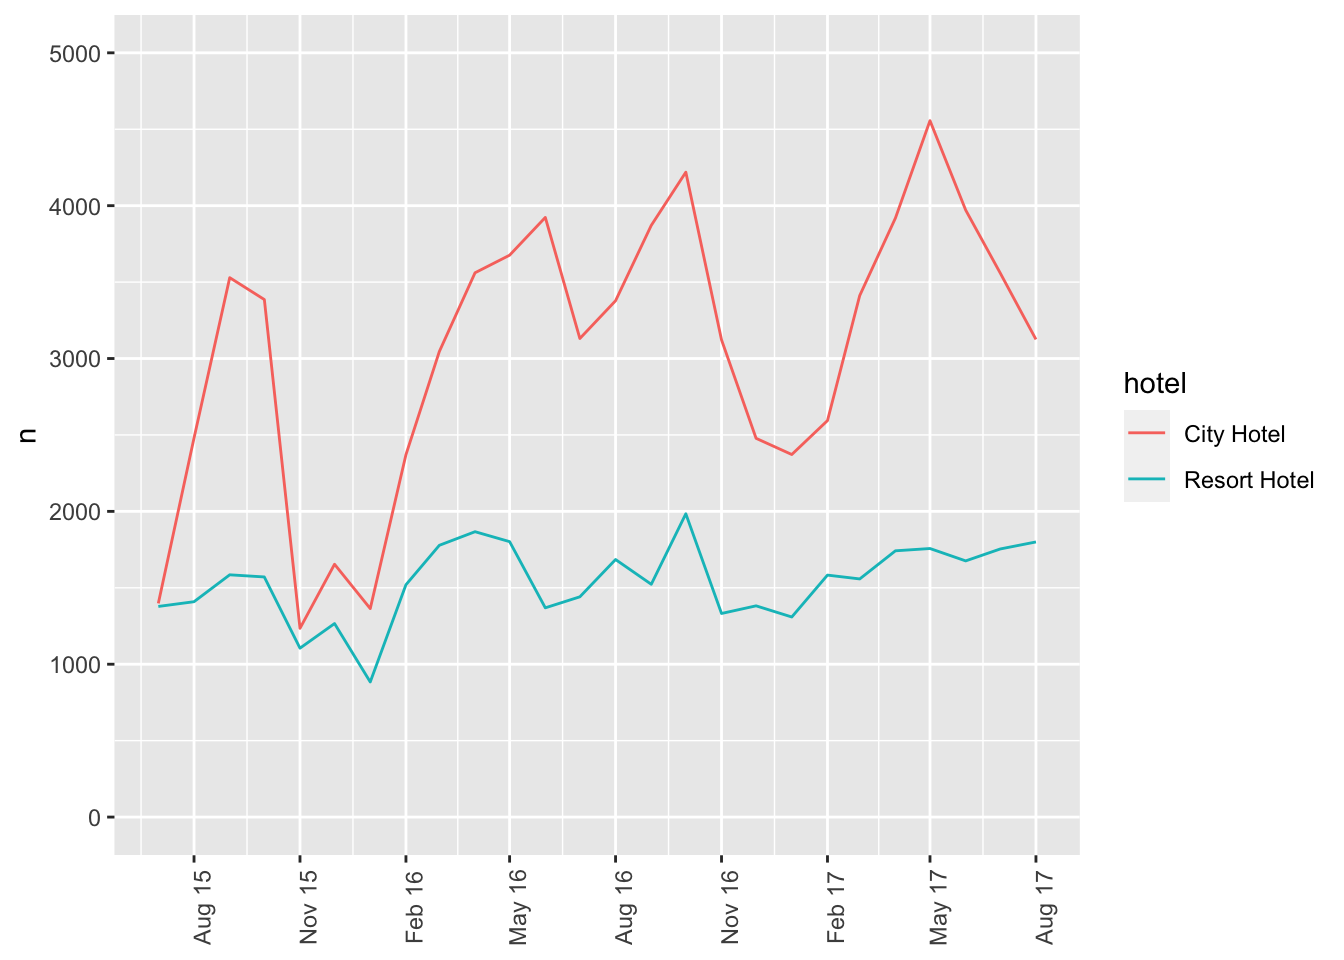 5000
4000
3000
2000
1000
0
n
Aug 15
Nov 15
Feb 16
May 16
Aug 16
Nov 16
Feb 17
May 17
Aug 17
hotel
City Hotel
Resort Hotel